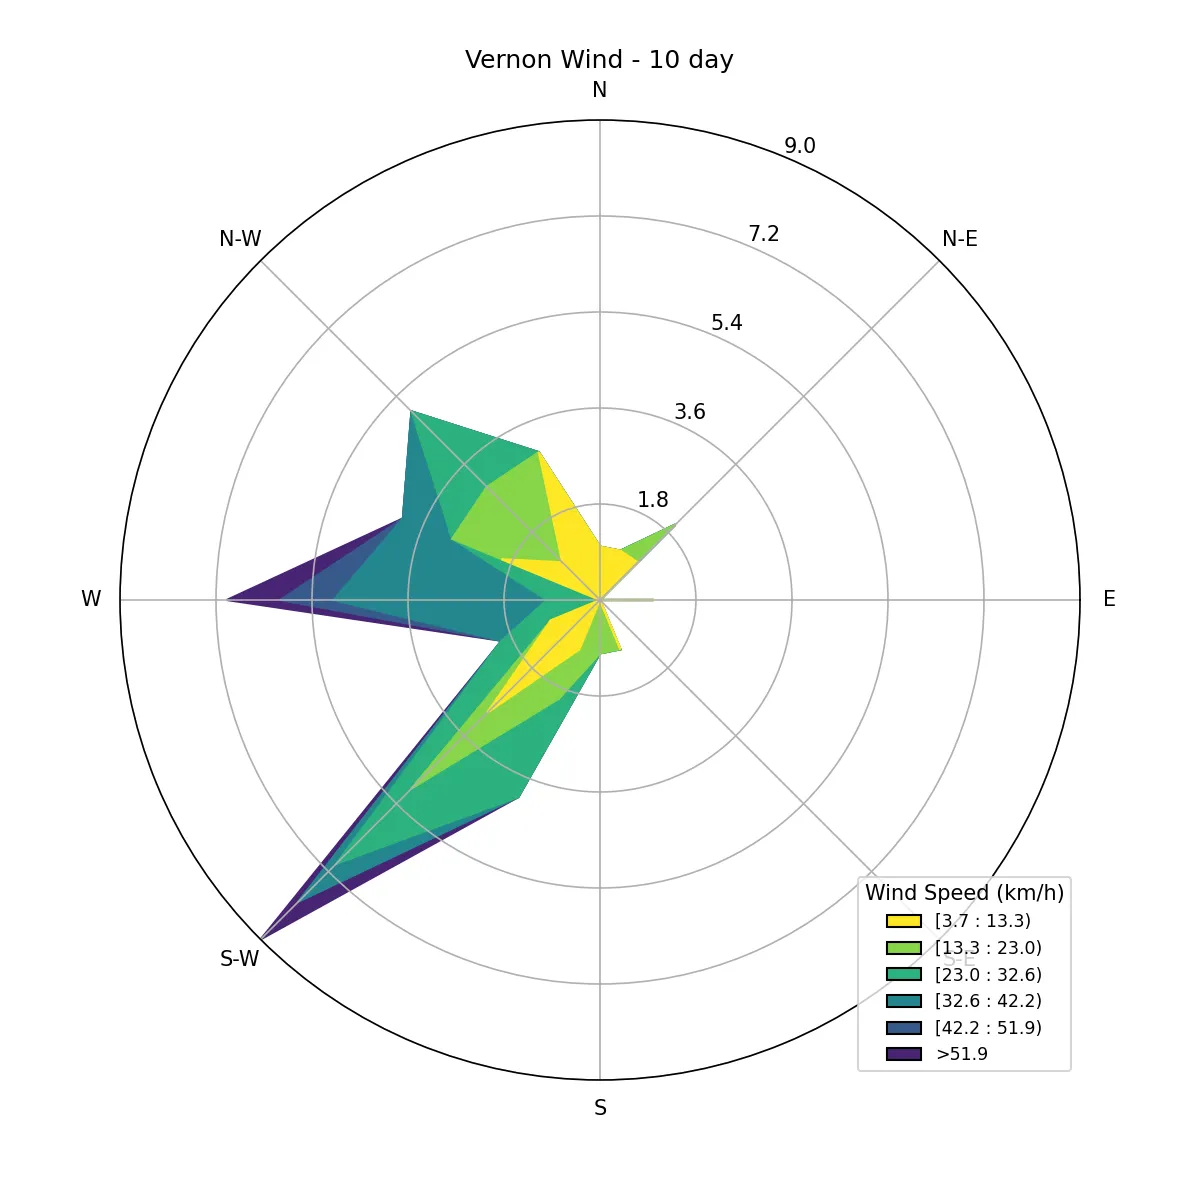 Vernon Wind - 10 day
N
9.0
7.2
N-W
N-E
5.4
3.6
1.8
W
E
S-W
S-E
Wind Speed (km/h)
[3.7 : 13.3)
[13.3 : 23.0)
[23.0 : 32.6)
[32.6 : 42.2)
[42.2 : 51.9)
>51.9
S